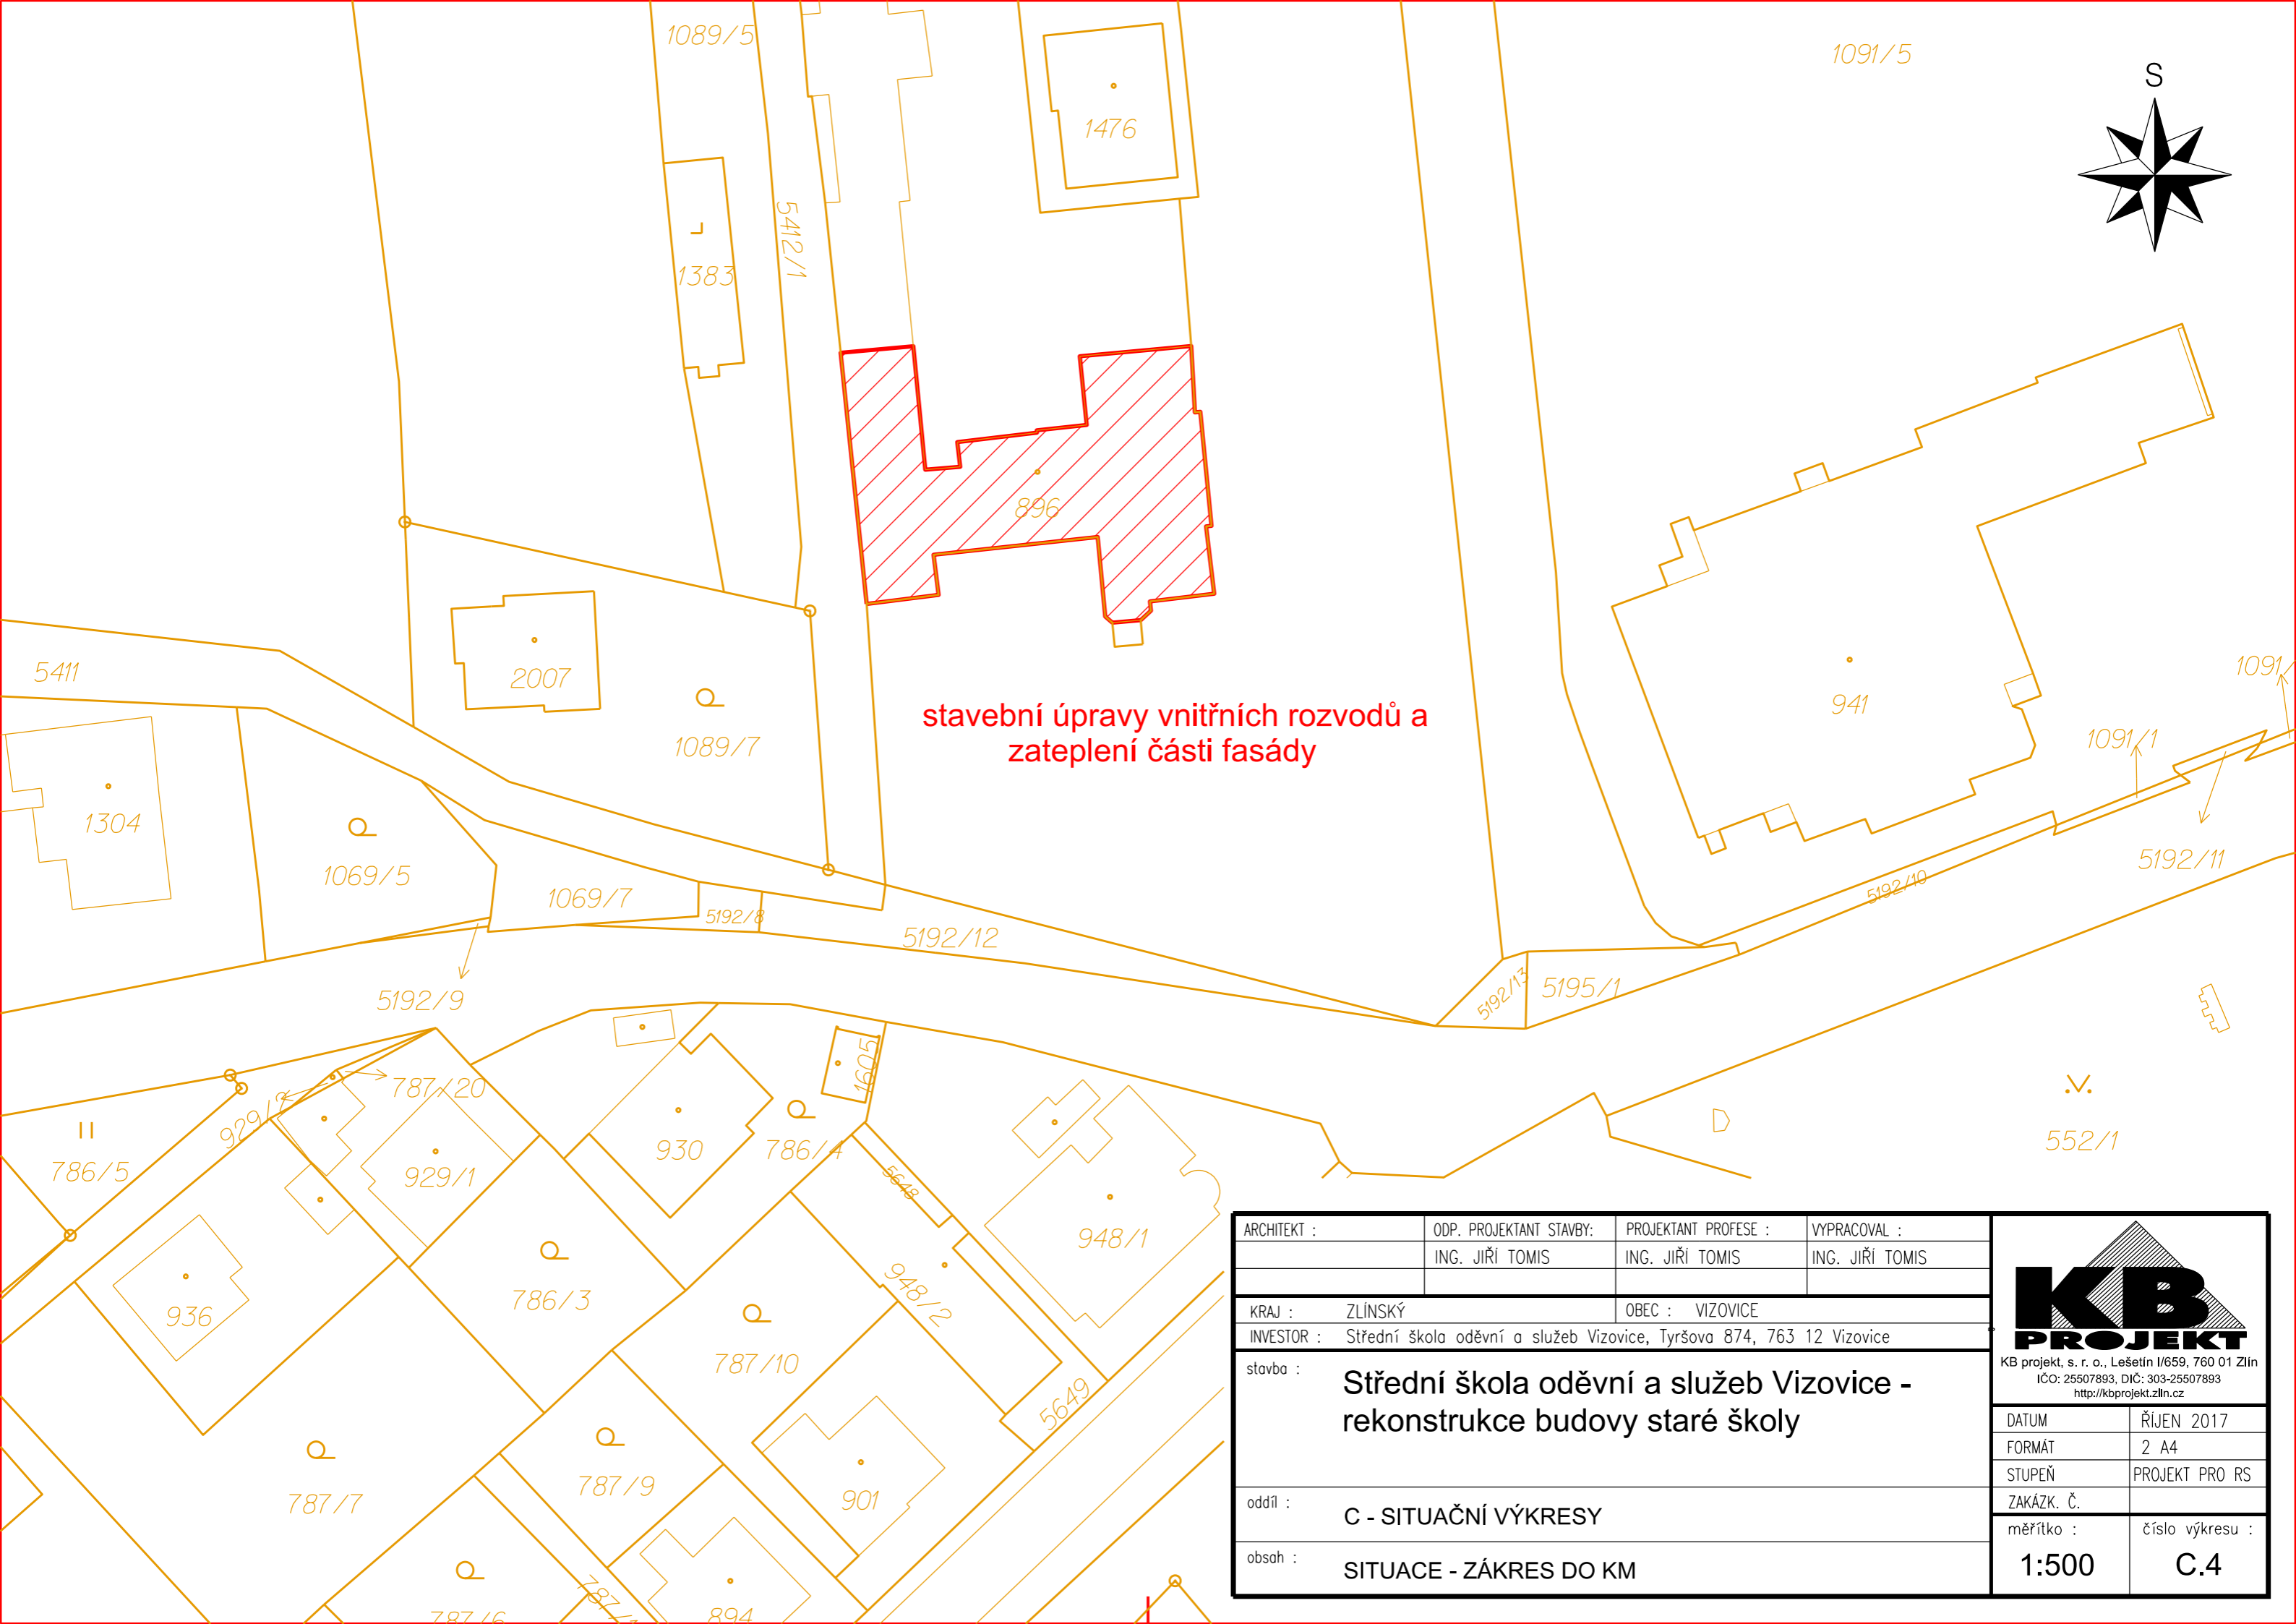 1089/5
1091/5
S
1476
5412/1
1383
896
5411
2007
1091/
941
stavební úpravy vnitřních rozvodů a
zateplení části fasády
1089/7
1091/1
1304
1069/5
1069/7
5192/8
5192/12
5192/10
5192/11
5192/9
5192/13
5195/1
1605
787/20
929/2
930
786/4
552/1
786/5
929/1
5648
948/1
936
786/3
948/2
787/10
5649
787/7
787/9
901
787/6
894
ARCHITEKT :
ODP. PROJEKTANT STAVBY:
PROJEKTANT PROFESE :
VYPRACOVAL :
ING. JIŘÍ TOMIS
ING. JIŘÍ TOMIS
ING. JIŘÍ TOMIS
KRAJ : ZLÍNSKÝ
OBEC : VIZOVICE
INVESTOR : Střední škola oděvní a služeb Vizovice, Tyršova 874, 763 12 Vizovice
stavba :
Střední škola oděvní a služeb Vizovice -
rekonstrukce budovy staré školy
oddíl :
C - SITUAČNÍ VÝKRESY
obsah :
SITUACE - ZÁKRES DO KM
KB
PROJEKT
KB projekt, s. r. o., Lešetín I/659, 760 01 Zlín
IČO: 25507893, DIČ: 303-25507893
http://kbprojekt.zlin.cz
DATUM ŘÍJEN 2017
FORMÁT 2 A4
STUPEŇ PROJEKT PRO RS
ZAKÁZK. Č.
měřítko :
1:500
číslo výkresu :
C.4